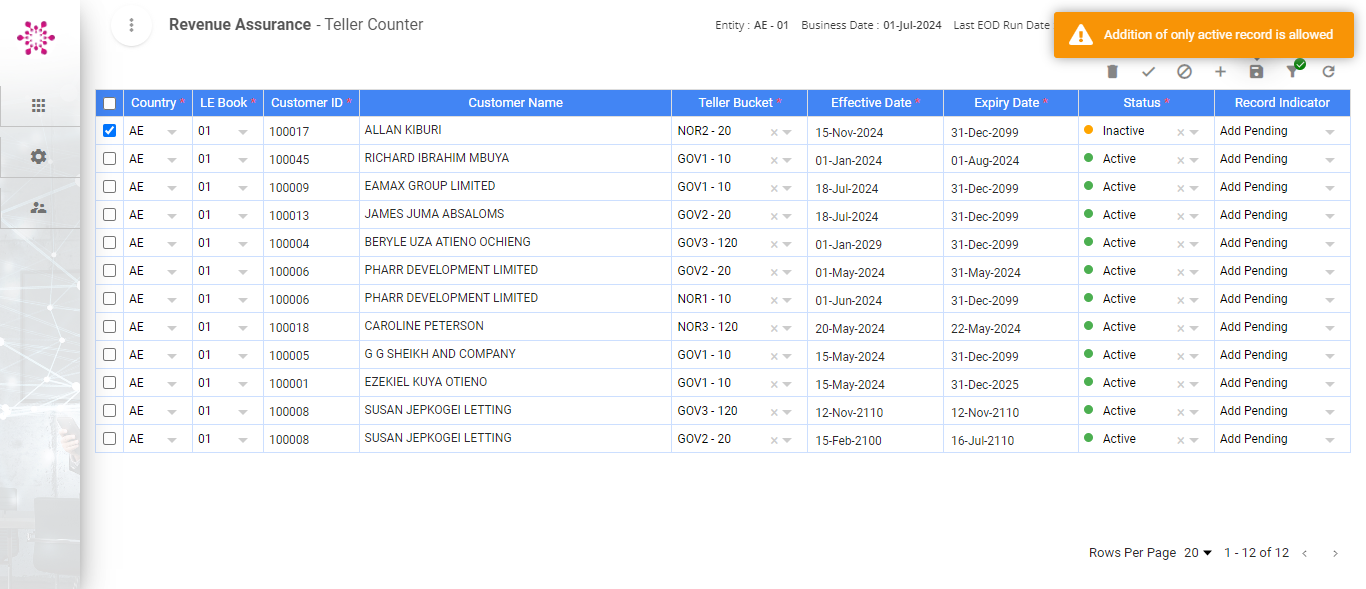 Revenue Assurance - Teller Counter
Entity : AE - 01 Business Date : 01-Jul-2024 Last EOD Run Date
Addition of only active record is allowed
Country * LE Book * Customer ID * Customer Name Teller Bucket * Effective Date * Expiry Date * Status * Record Indicator
AE 01 100017 ALLAN KIBURI NOR2 - 20 15-Nov-2024 31-Dec-2099 Inactive Add Pending
AE 01 100045 RICHARD IBRAHIM MBUYA GOV1 - 10 01-Jan-2024 01-Aug-2024 Active Add Pending
AE 01 100009 EAMAX GROUP LIMITED GOV1 - 10 18-Jul-2024 31-Dec-2099 Active Add Pending
AE 01 100013 JAMES JUMA ABSALOMS GOV2 - 20 18-Jul-2024 31-Dec-2099 Active Add Pending
AE 01 100004 BERYLE UZA ATIENO OCHIENG GOV3 - 120 01-Jan-2029 31-Dec-2099 Active Add Pending
AE 01 100006 PHARR DEVELOPMENT LIMITED GOV2 - 20 01-May-2024 31-May-2024 Active Add Pending
AE 01 100006 PHARR DEVELOPMENT LIMITED NOR1 - 10 01-Jun-2024 31-Dec-2099 Active Add Pending
AE 01 100018 CAROLINE PETERSON NOR3 - 120 20-May-2024 22-May-2024 Active Add Pending
AE 01 100005 G G SHEIKH AND COMPANY GOV1 - 10 15-May-2024 31-Dec-2099 Active Add Pending
AE 01 100001 EZEKIEL KUYA OTIENO GOV1 - 10 15-May-2024 31-Dec-2025 Active Add Pending
AE 01 100008 SUSAN JEPKOGEI LETTING GOV3 - 120 12-Nov-2110 12-Nov-2110 Active Add Pending
AE 01 100008 SUSAN JEPKOGEI LETTING GOV2 - 20 15-Feb-2100 16-Jul-2110 Active Add Pending
Rows Per Page 20 1 - 12 of 12